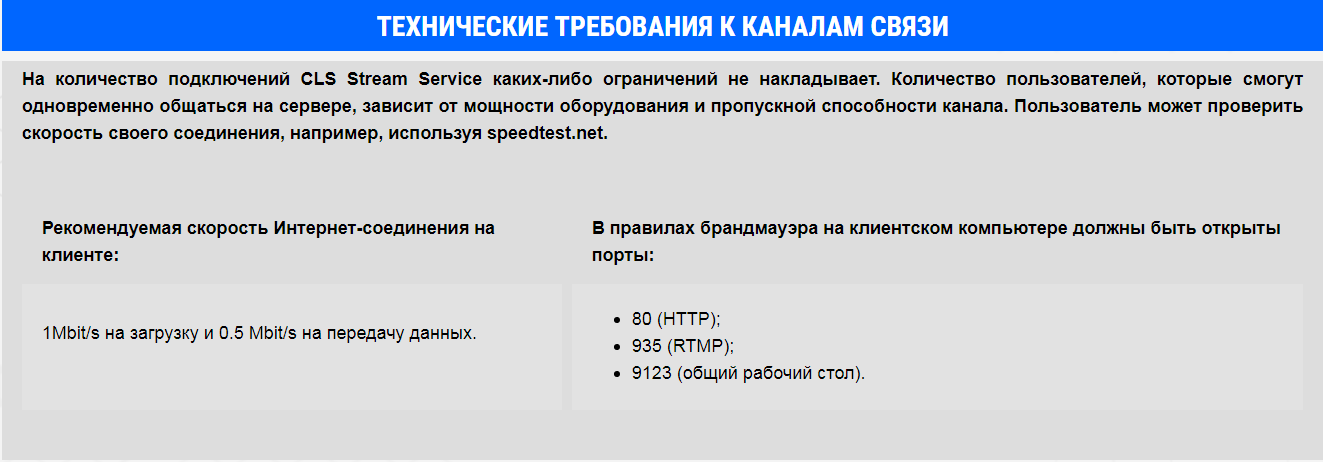 ТЕХНИЧЕСКИЕ ТРЕБОВАНИЯ К КАНАЛАМ СВЯЗИ
На количество подключений CLS Stream Service каких-либо ограничений не накладывает. Количество пользователей, которые смогут
одновременно общаться на сервере, зависит от мощности оборудования и пропускной способности канала. Пользователь может проверить
скорость своего соединения, например, используя speedtest.net.
Рекомендуемая скорость Интернет-соединения на
клиенте:
1Mbit/s на загрузку и 0.5 Mbit/s на передачу данных.
В правилах брандмауэра на клиентском компьютере должны быть открыты
порты:
• 80 (HTTP);
• 935 (RTMP);
• 9123 (общий рабочий стол).